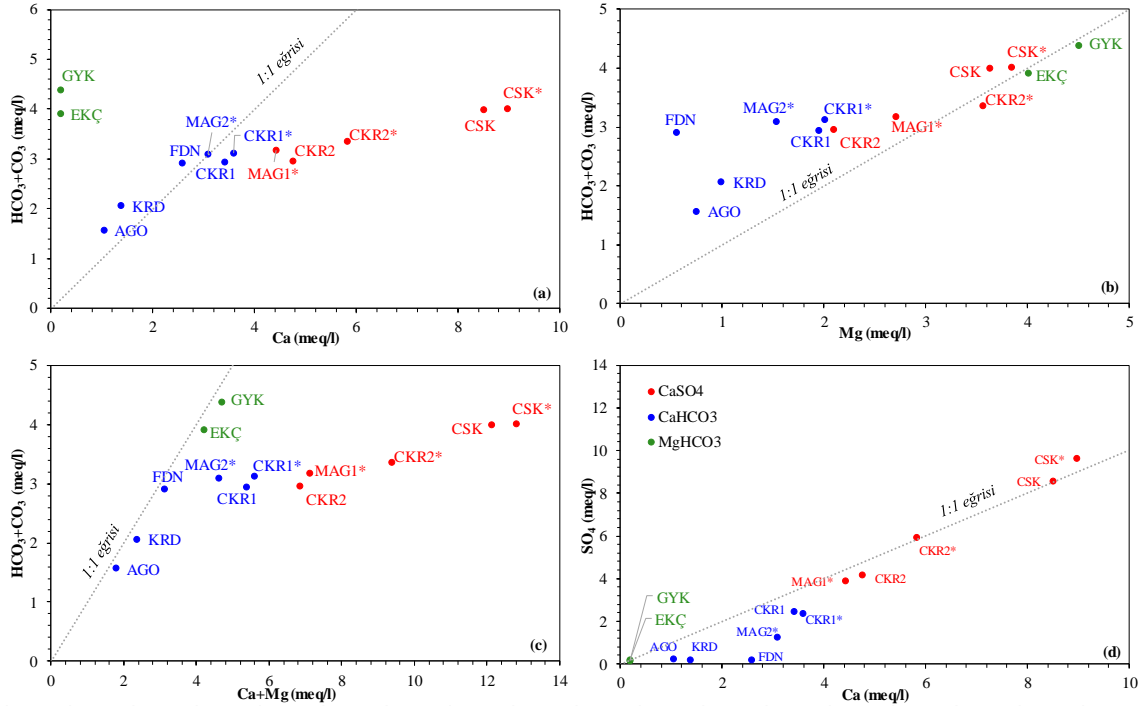 6
5
4
3
2
1
0
HCO3+CO3 (meq/l)
GYK
EKÇ
1:1 eğrisi
MAG2*
FDN
CKR1*
CKR1
MAG1*
CKR2
CKR2*
CSK
CSK*
KRD
AGO
(a)
0 2 4 6 8 10
Ca (meq/l)
5
4
3
2
1
0
HCO3+CO3 (meq/l)
CSK*
GYK
CSK
EKÇ
MAG2*
CKR1*
FDN
CKR1
CKR2
MAG1*
CKR2*
1:1 eğrisi
KRD
AGO
(b)
0 1 2 3 4 5
Mg (meq/l)
5
4
3
2
1
0
HCO3+CO3 (meq/l)
GYK
EKÇ
CSK
CSK*
FDN
MAG2*
CKR1*
MAG1*
CKR2*
CKR1
CKR2
1:1 eğrisi
KRD
AGO
(c)
0 2 4 6 8 10 12 14
Ca+Mg (meq/l)
14
12
10
8
6
4
2
0
SO4 (meq/l)
CaSO4
CaHCO3
MgHCO3
CSK*
CSK
1:1 eğrisi
CKR2*
MAG1*
CKR2
GYK
EKÇ
CKR1
CKR1*
MAG2*
AGO
KRD
FDN
(d)
0 2 4 6 8 10
Ca (meq/l)